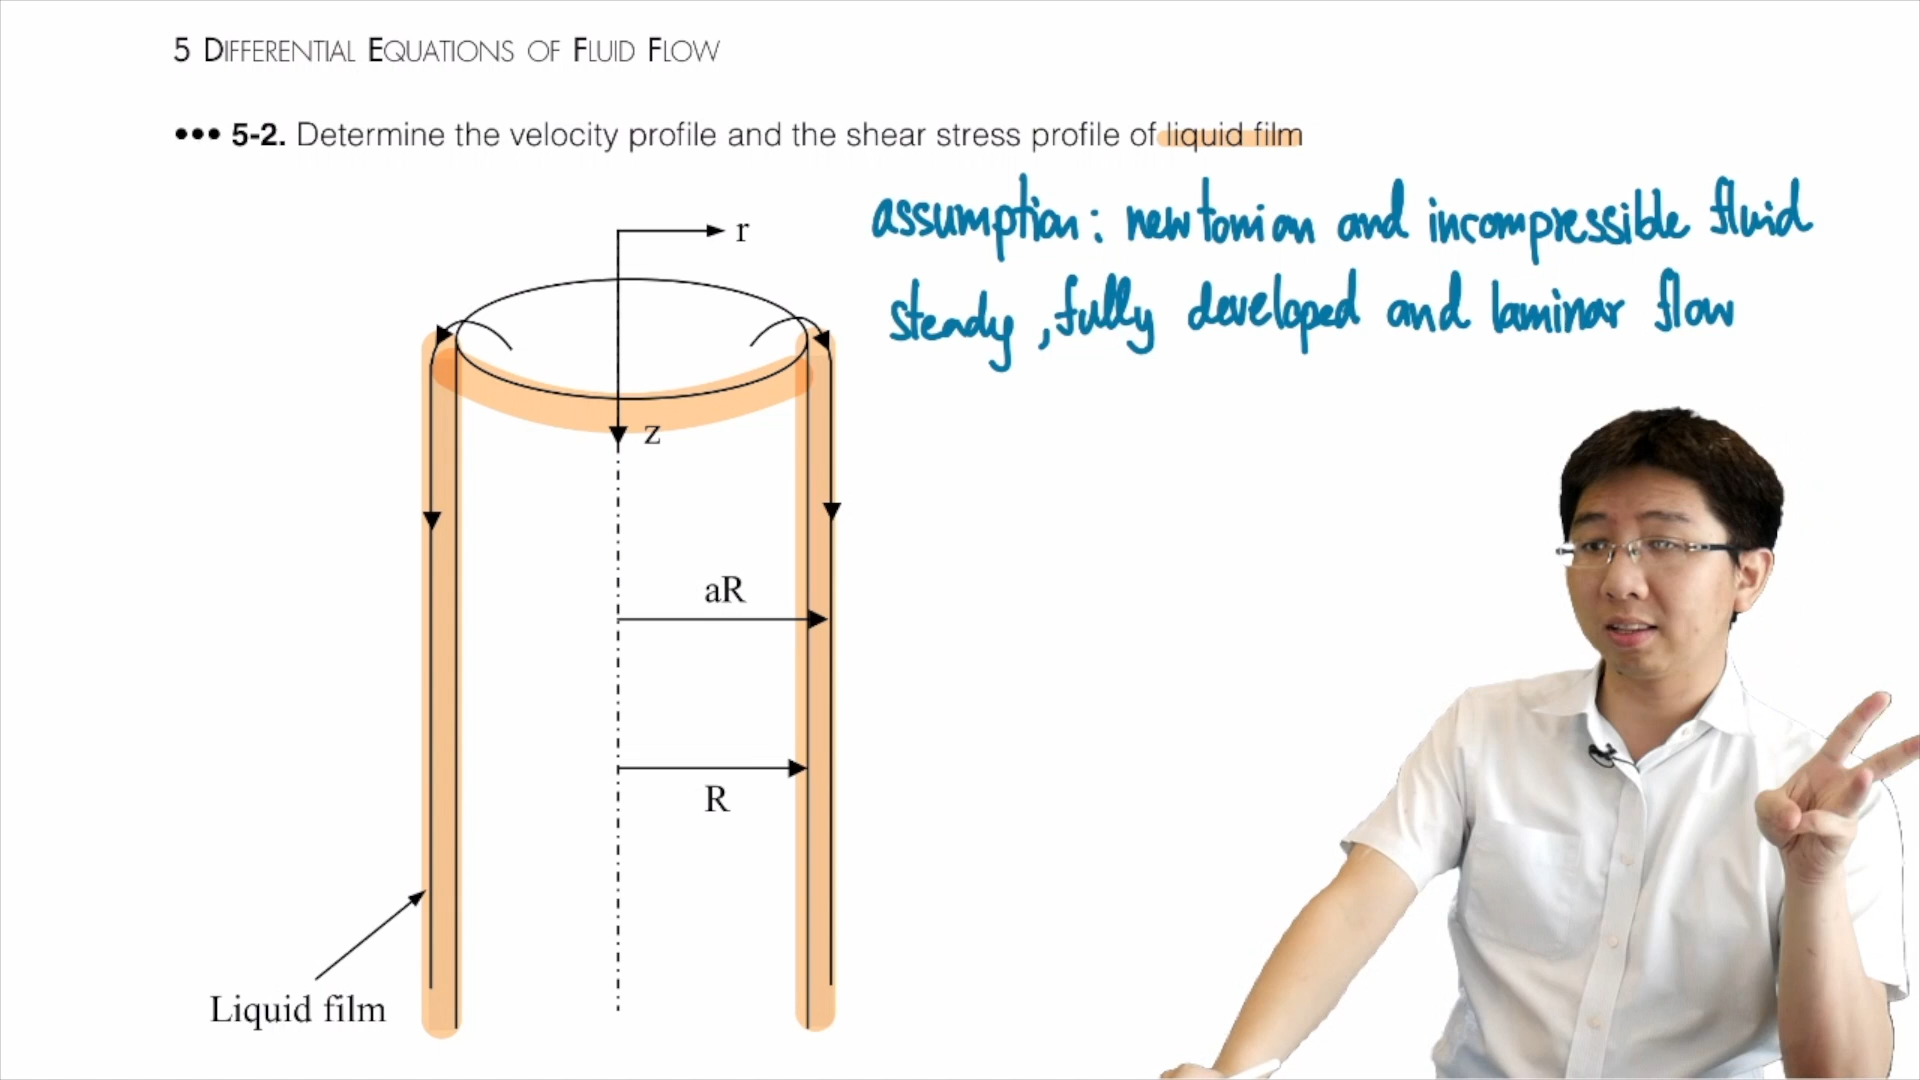 5 DIFFERENTIAL EQUATIONS OF FLUID FLOW
••• 5-2. Determine the velocity profile and the shear stress profile of liquid film
assumption: newtonian and incompressible fluid
steady, fully developed and laminar flow
r
z
aR
R
Liquid film